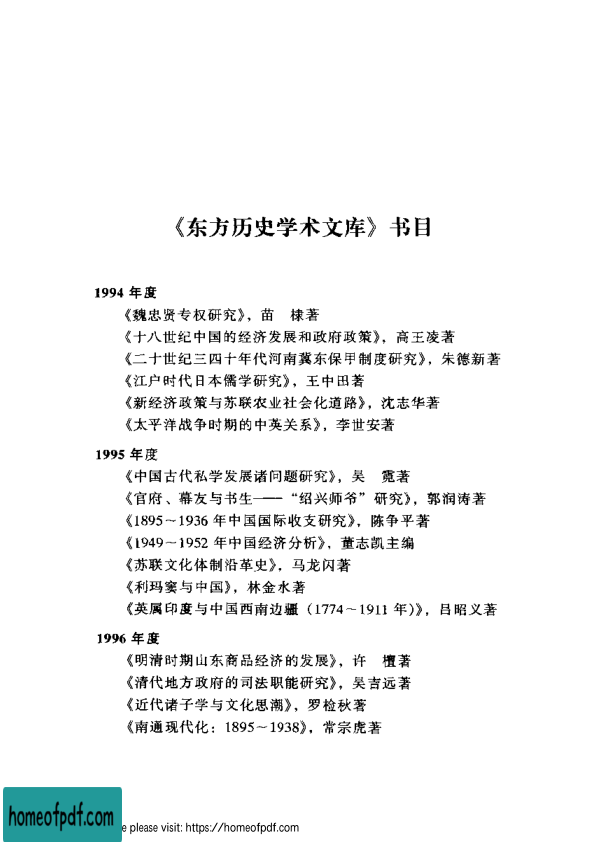 《东方历史学术文库》书目
1994 年度
《魏忠贤专权研究》，苗　棣著
《十八世纪中国的经济发展和政府政策》，高王凌著
《二十世纪三四十年代河南冀东保甲制度研究》，朱德新著
《江户时代日本儒学研究》，王中田著
《新经济政策与苏联农业社会化道路》，沈志华著
《太平洋战争时期的中英关系》，李世安著
1995 年度
《中国古代私学发展诸问题研究》，吴　霓著
《官府、幕友与书生——“绍兴师爷”研究》，郭润涛著
《1895～1936 年中国国际收支研究》，陈争平著
《1949～1952 年中国经济分析》，董志凯主编
《苏联文化体制沿革史》，马龙闪著
《利玛窦与中国》，林金水著
《英属印度与中国西南边疆（1774～1911 年）》，吕昭义著
1996 年度
《明清时期山东商品经济的发展》，许　檀著
《清代地方政府的司法职能研究》，吴吉远著
《近代诸子学与文化思潮》，罗检秋著
《南通现代化：1895～1938》，常宗虎著
homeofpdf.com
e please visit: https://homeofpdf.com